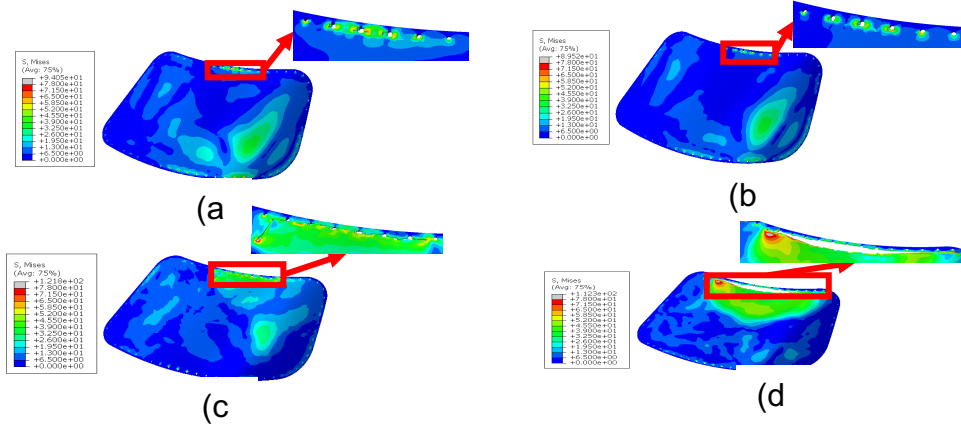 S, Mises
(Avg: 75%)
+9.405e+01
+7.800e+01
+7.150e+01
+6.500e+01
+5.850e+01
+5.200e+01
+4.550e+01
+3.900e+01
+3.250e+01
+2.600e+01
+1.950e+01
+1.300e+01
+6.500e+00
+0.000e+00
(a
S, Mises
(Avg: 75%)
+8.952e+01
+7.800e+01
+7.150e+01
+6.500e+01
+5.850e+01
+5.200e+01
+4.550e+01
+3.900e+01
+3.250e+01
+2.600e+01
+1.950e+01
+1.300e+01
+6.500e+00
+0.000e+00
(b
S, Mises
(Avg: 75%)
+1.218e+02
+7.800e+01
+7.150e+01
+6.500e+01
+5.850e+01
+5.200e+01
+4.550e+01
+3.900e+01
+3.250e+01
+2.600e+01
+1.950e+01
+1.300e+01
+6.500e+00
+0.000e+00
(c
S, Mises
(Avg: 75%)
+1.123e+02
+7.800e+01
+7.150e+01
+6.500e+01
+5.850e+01
+5.200e+01
+4.550e+01
+3.900e+01
+3.250e+01
+2.600e+01
+1.950e+01
+1.300e+01
+6.500e+00
+0.000e+00
(d